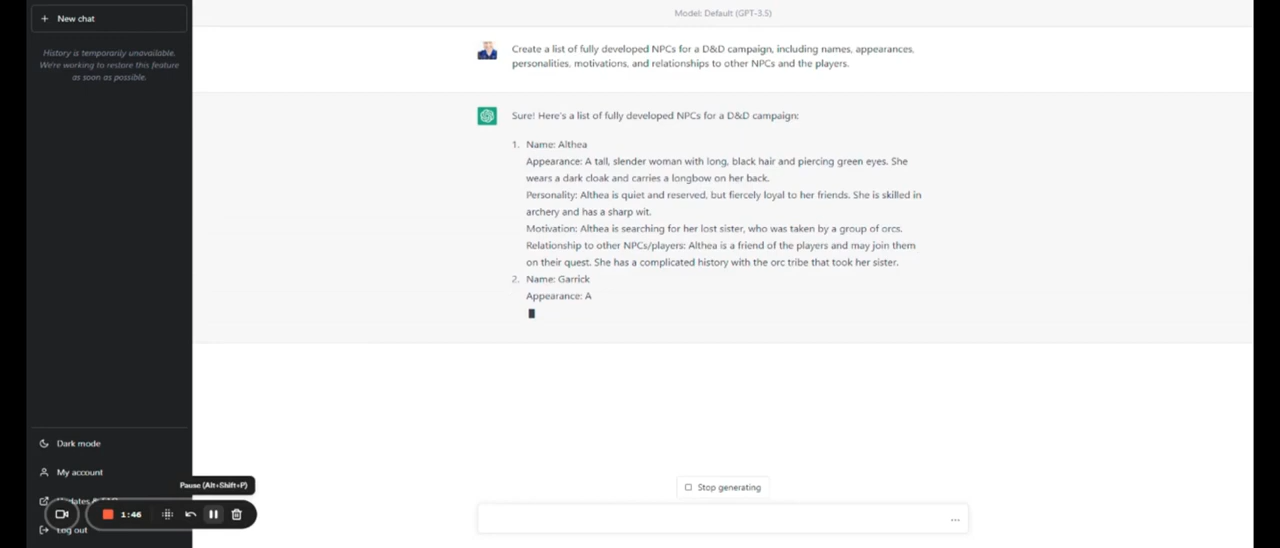 Model: Default (GPT-3.5)
+ New chat
History is temporarily unavailable.
We're working to restore this feature
as soon as possible.
Create a list of fully developed NPCs for a D&D campaign, including names, appearances,
personalities, motivations, and relationships to other NPCs and the players.
Sure! Here's a list of fully developed NPCs for a D&D campaign:
1. Name: Althea
Appearance: A tall, slender woman with long, black hair and piercing green eyes. She
wears a dark cloak and carries a longbow on her back.
Personality: Althea is quiet and reserved, but fiercely loyal to her friends. She is skilled in
archery and has a sharp wit.
Motivation: Althea is searching for her lost sister, who was taken by a group of orcs.
Relationship to other NPCs/players: Althea is a friend of the players and may join them
on their quest. She has a complicated history with the orc tribe that took her sister.
2. Name: Garrick
Appearance: A
Stop generating
...
Dark mode
My account
Pause (Alt+Shift+P)
1:46
Log out